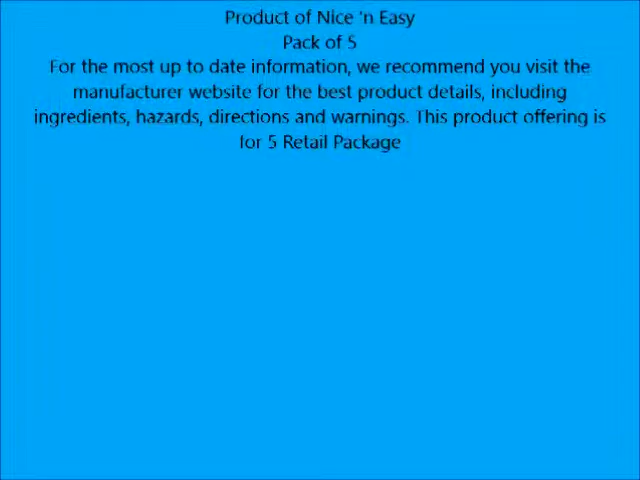 Product of Nice 'n Easy
Pack of 5
For the most up to date information, we recommend you visit the
manufacturer website for the best product details, including
ingredients, hazards, directions and warnings. This product offering is
for 5 Retail Package